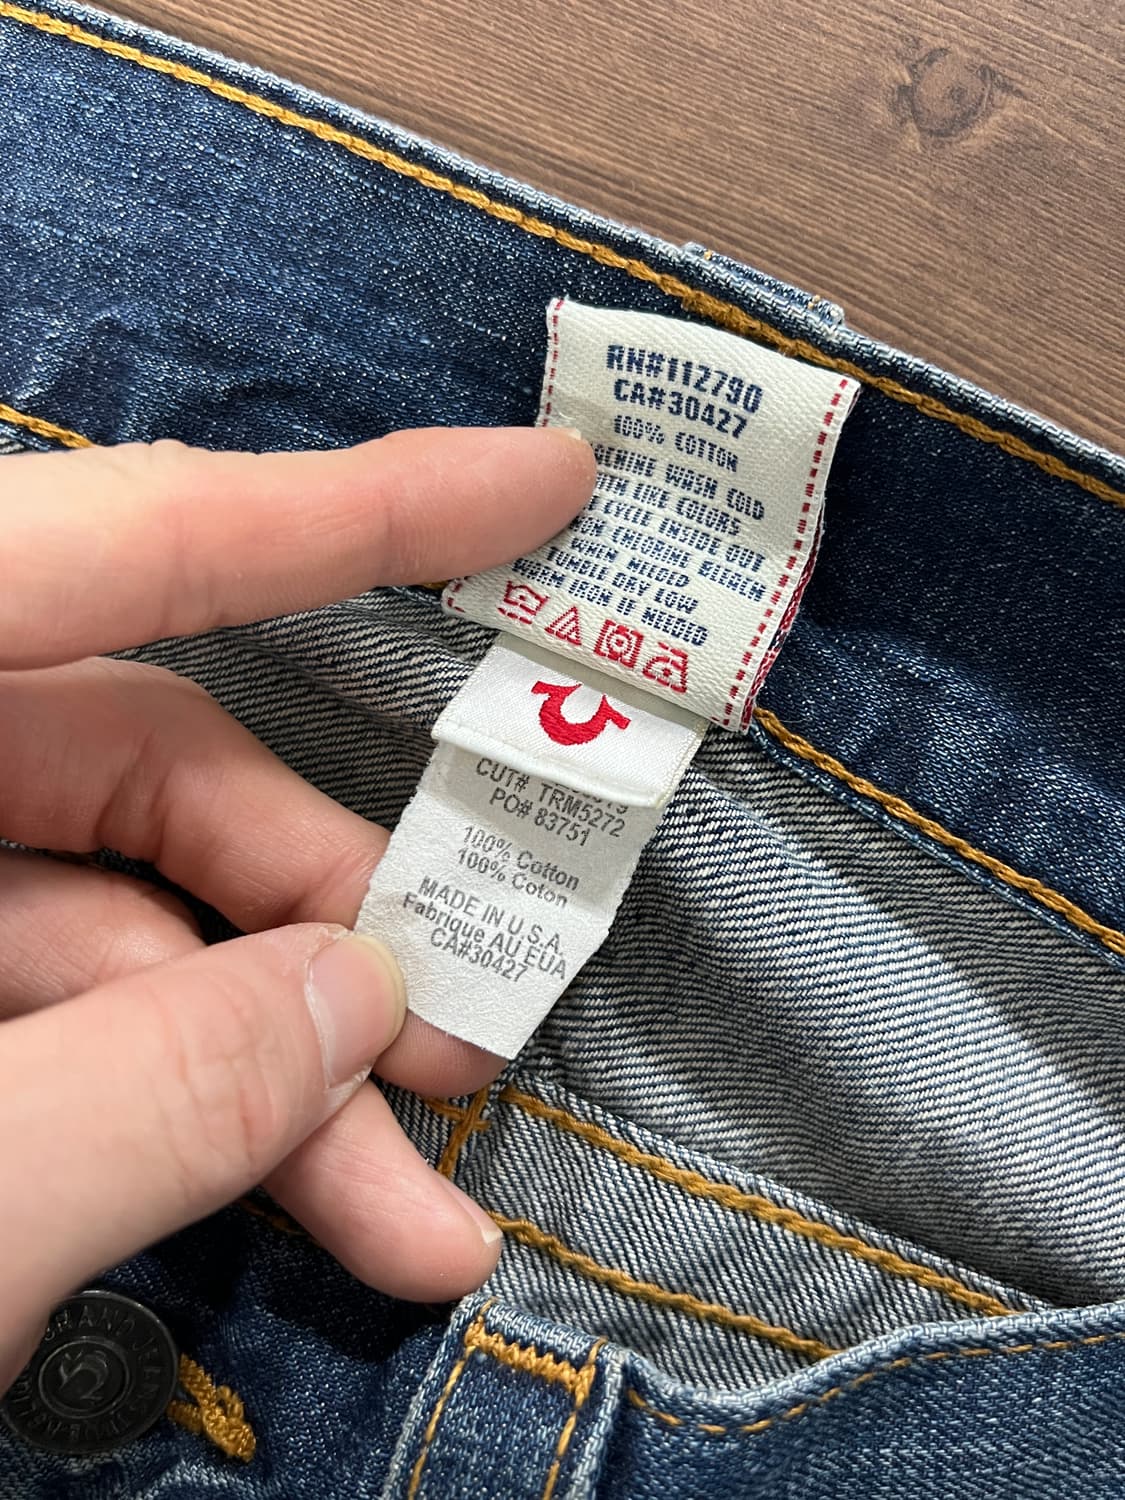 RN#112790
CA#30427
100% COTTON
WASH COLD
LIKE COLORS
CYCLE INSIDE OUT
CHLORINE BLEACH
WHEN NEEDED
TUMBLE DRY LOW
WARM IRON IF NEEDED
CUT# TRM5272
PO# 83751
100% Cotton
100% Coton
MADE IN U.S.A.
Fabrique AU EUA
CA#30427